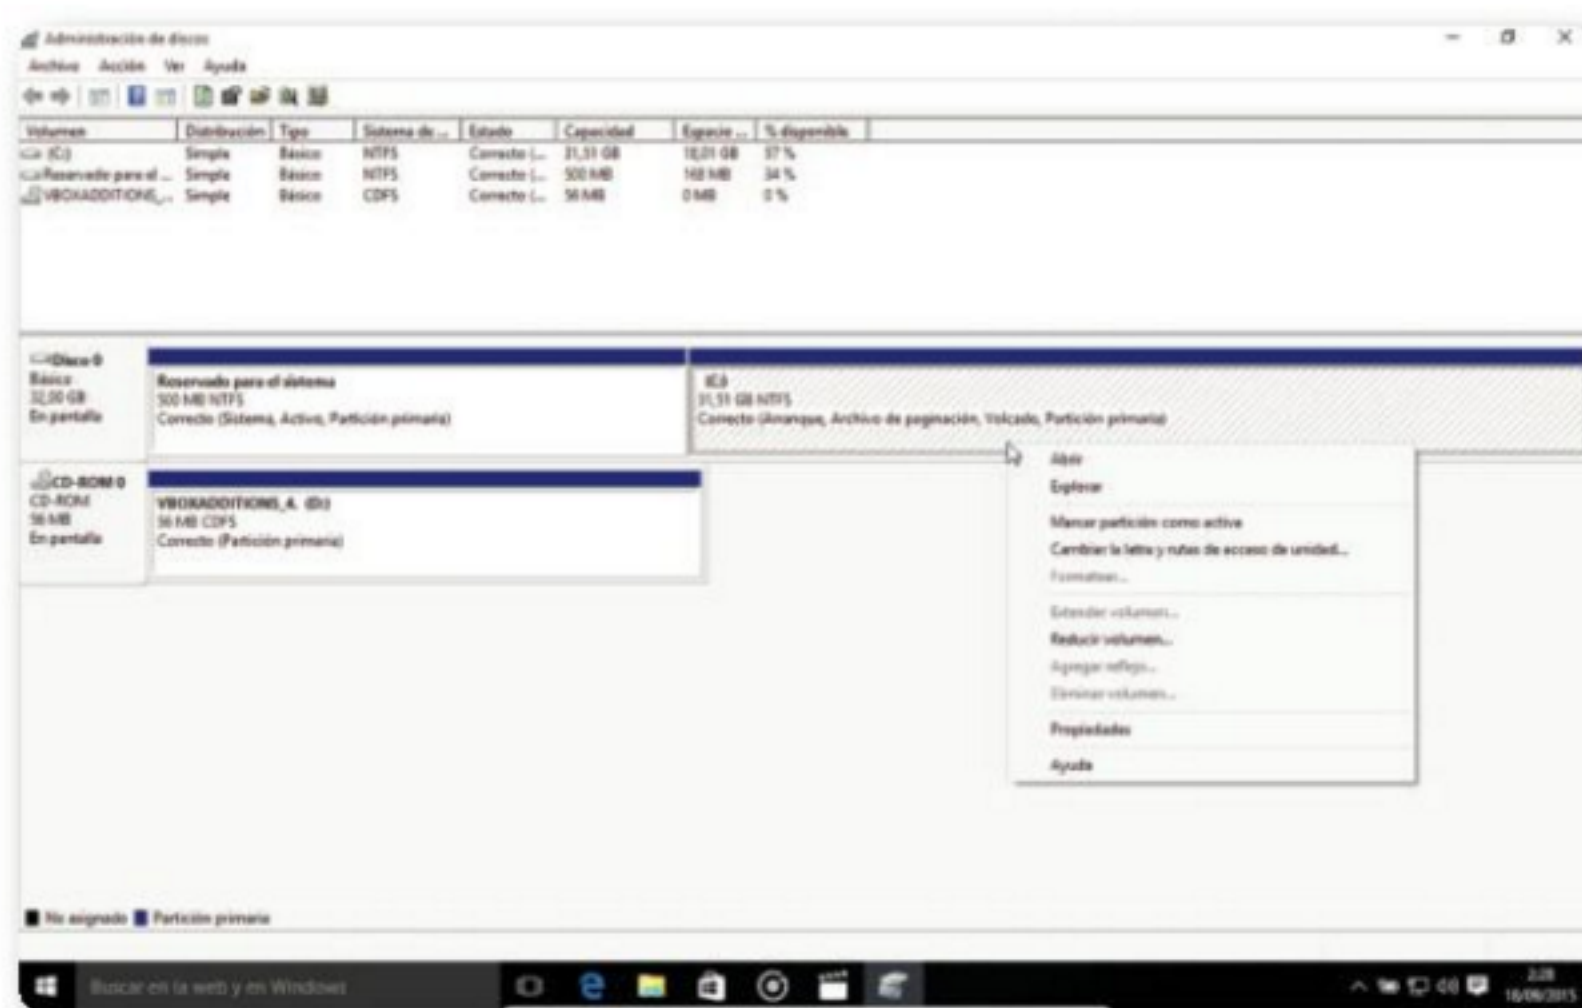 Administración de discos
Archivo Acción Ver Ayuda
Volumen Distribución Tipo Sistema de ... Estado Capacidad Espacio ... % disponible
(C:) Simple Básico NTFS Correcto (... 31,51 GB 18,01 GB 57 %
Reservado para el ... Simple Básico NTFS Correcto (... 500 MB 168 MB 34 %
VBOXADDITIONS_... Simple Básico CDFS Correcto (... 56 MB 0 MB 0 %
Disco 0
Básico
32,00 GB
En pantalla
Reservado para el sistema
500 MB NTFS
Correcto (Sistema, Activo, Partición primaria)
(C:)
31,51 GB NTFS
Correcto (Arranque, Archivo de paginación, Volcado, Partición primaria)
CD-ROM 0
CD-ROM
56 MB
En pantalla
VBOXADDITIONS_4. (D:)
56 MB CDFS
Correcto (Partición primaria)
Abrir
Explorar
Marcar partición como activa
Cambiar la letra y rutas de acceso de unidad...
Formatear...
Extender volumen...
Reducir volumen...
Agregar reflejo...
Eliminar volumen...
Propiedades
Ayuda
No asignado Partición primaria
Buscar en la web y en Windows
2:28
18/09/2015